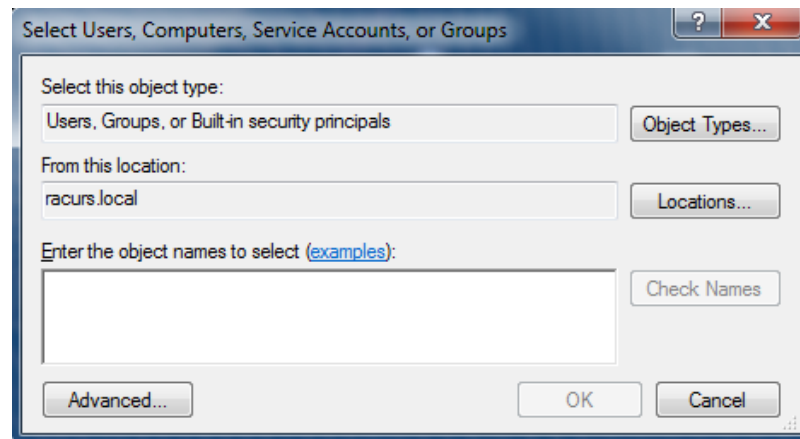 Select Users, Computers, Service Accounts, or Groups
?
X
Select this object type:
Users, Groups, or Built-in security principals
Object Types...
From this location:
racurs.local
Locations...
Enter the object names to select (examples):
Check Names
Advanced...
OK
Cancel